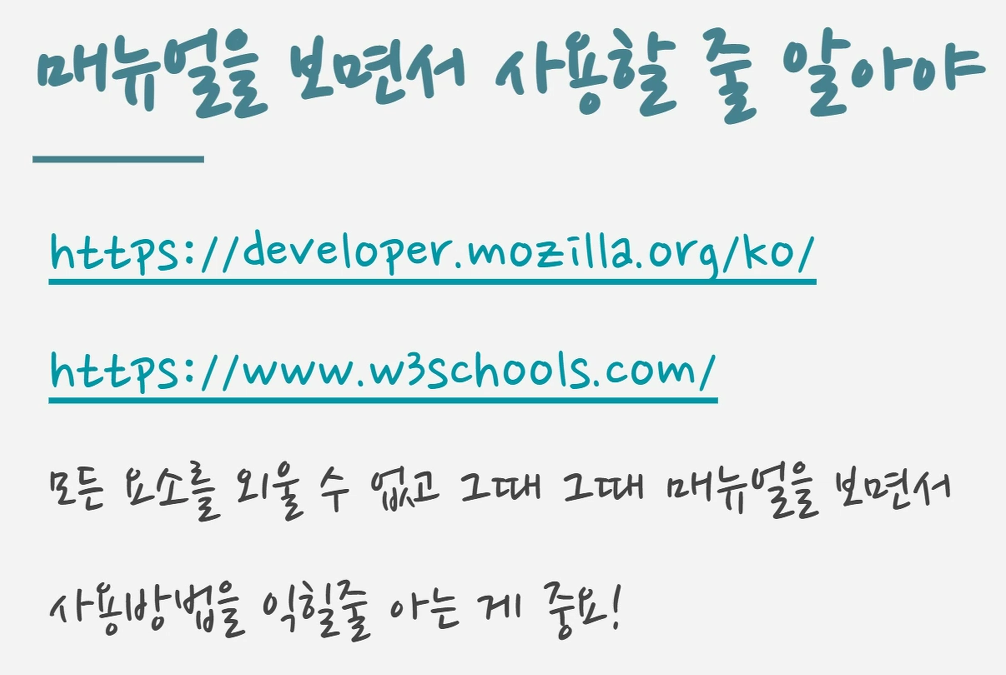 매뉴얼을 보면서 사용할 줄 알아야
https://developer.mozilla.org/ko/
https://www.w3schools.com/
모든 요소를 외울 수 없고 그때 그때 매뉴얼을 보면서
사용방법을 익힐줄 아는 게 중요!